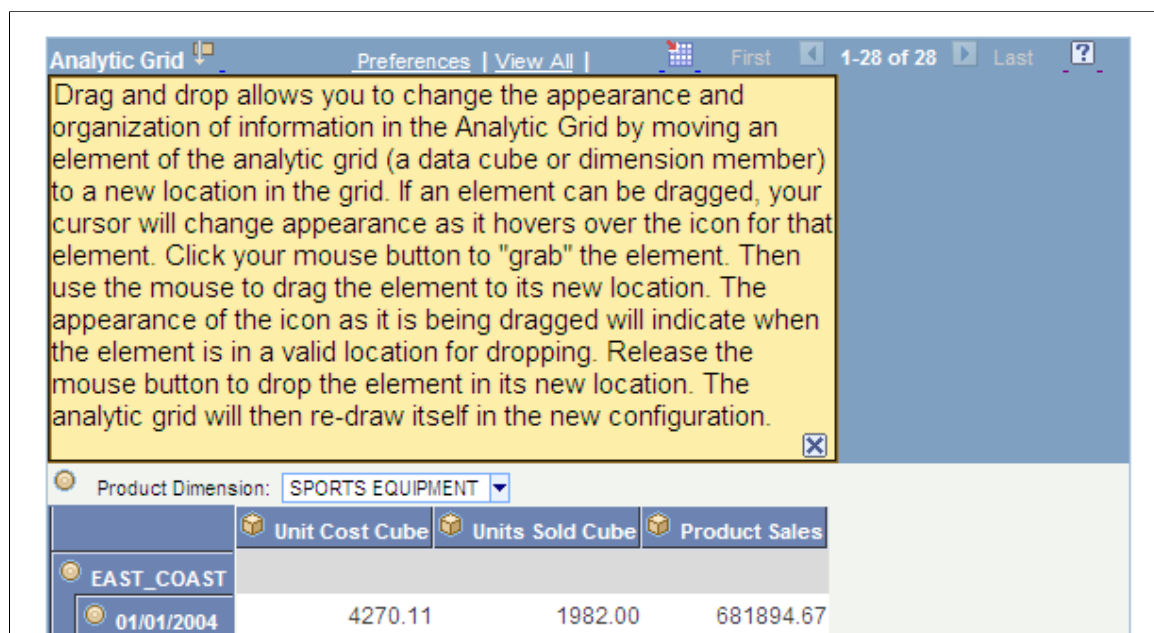 Analytic Grid Preferences | View All | First 1-28 of 28 Last ?
Drag and drop allows you to change the appearance and
organization of information in the Analytic Grid by moving an
element of the analytic grid (a data cube or dimension member)
to a new location in the grid. If an element can be dragged, your
cursor will change appearance as it hovers over the icon for that
element. Click your mouse button to "grab" the element. Then
use the mouse to drag the element to its new location. The
appearance of the icon as it is being dragged will indicate when
the element is in a valid location for dropping. Release the
mouse button to drop the element in its new location. The
analytic grid will then re-draw itself in the new configuration.
Product Dimension: SPORTS EQUIPMENT
Unit Cost Cube Units Sold Cube Product Sales
EAST_COAST
01/01/2004 4270.11 1982.00 681894.67